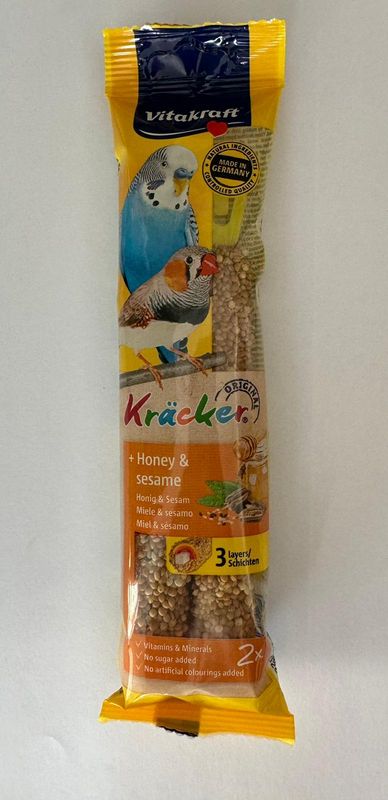 Vitakraft
NATURAL INGREDIENTS
MADE IN
GERMANY
CONTROLLED QUALITY
ORIGINAL
Kräcker®
+ Honey &
sesame
Honig & Sesam
Miele & sesamo
Miel & sésamo
3 layers/
Schichten
✓ Vitamins & Minerals
✓ No sugar added
✓ No artificial colourings added
2x